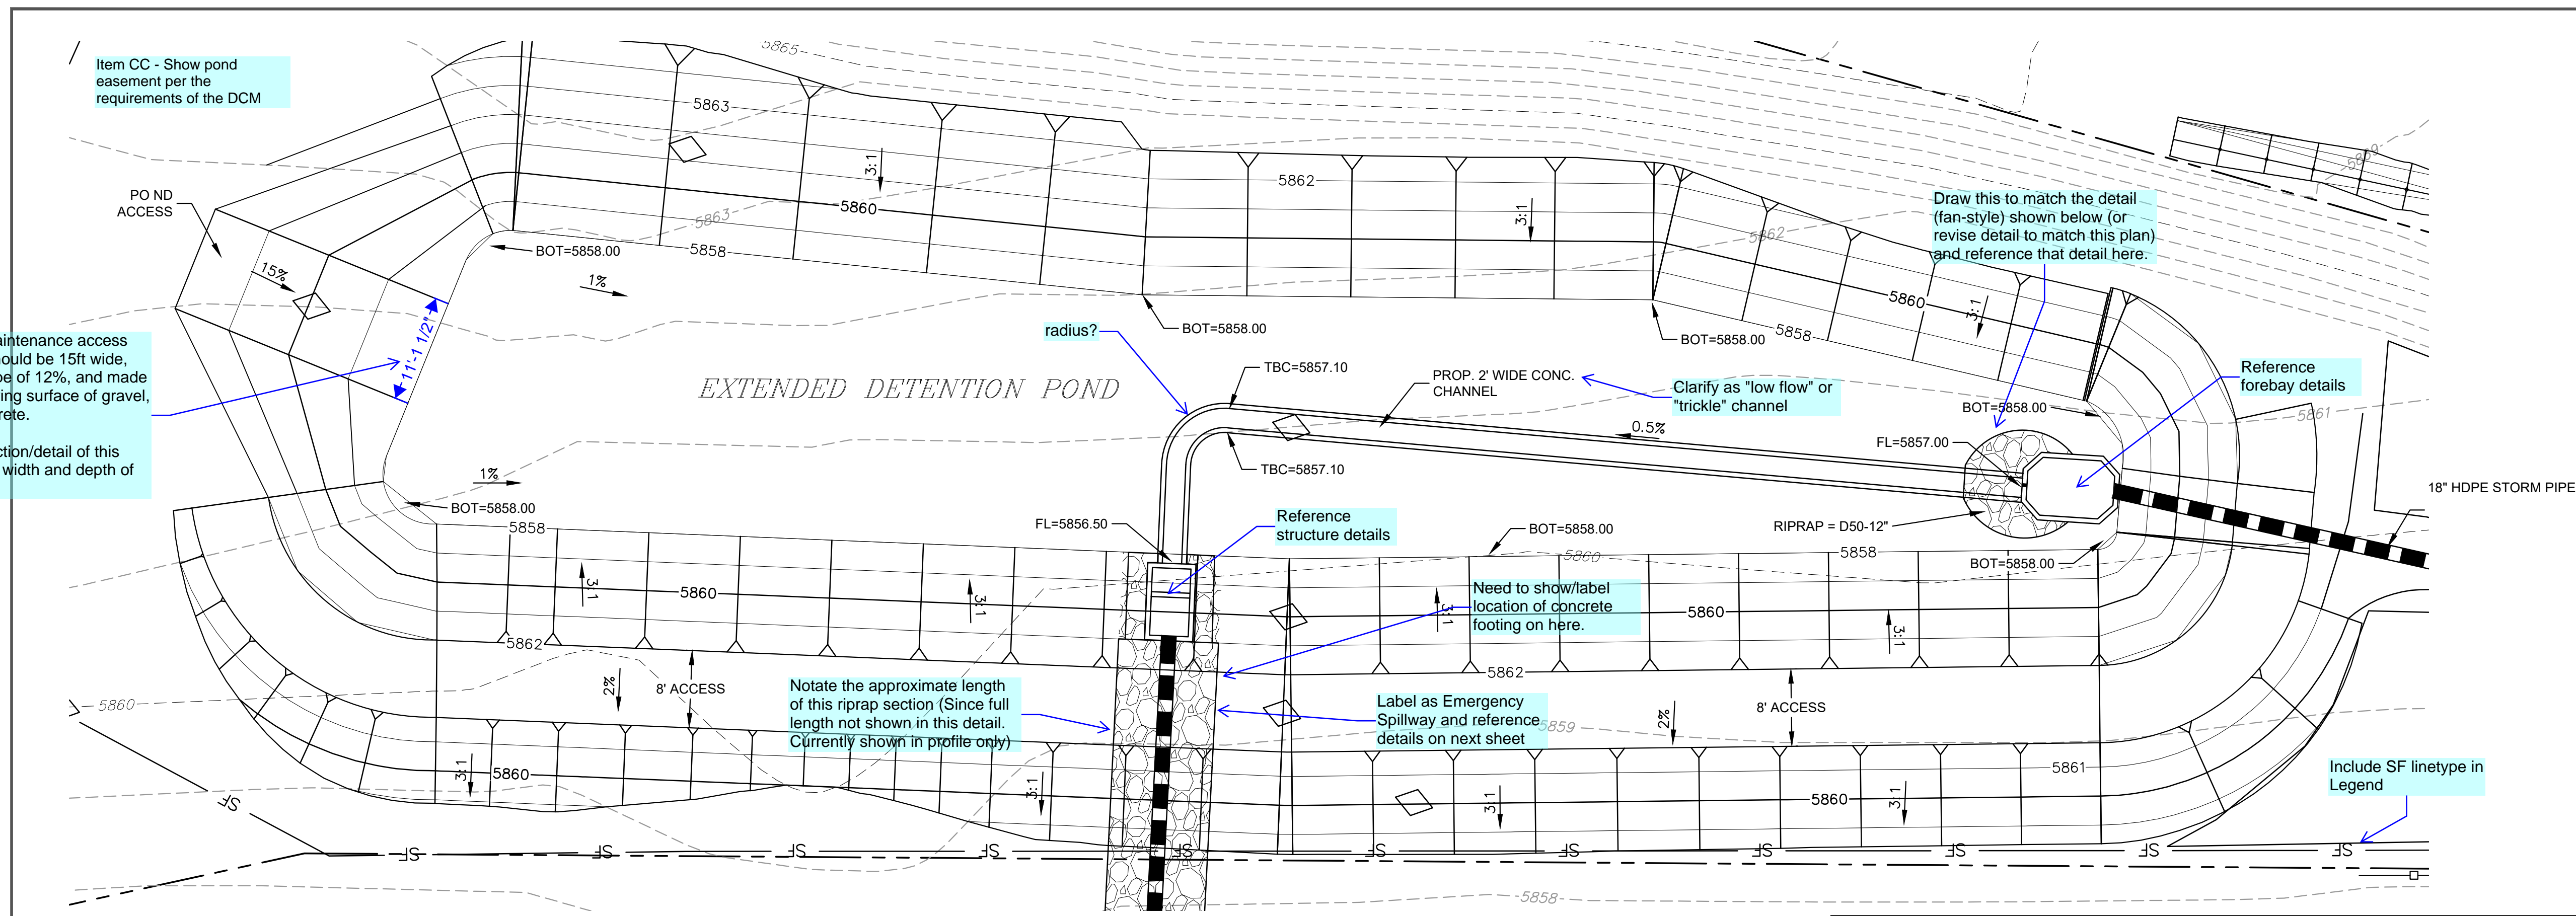 5865
Item CC - Show pond
easement per the
requirements of the DCM
5863
3:1
5862
5869
PO ND
ACCESS
5860
5863
3:1
Draw this to match the detail
(fan-style) shown below (or
revise detail to match this plan)
and reference that detail here.
5862
BOT=5858.00
5858
15%
1%
5860
3:1
11'-1 1/2"
radius?
BOT=5858.00
BOT=5858.00
5858
aintenance access
ould be 15ft wide,
pe of 12%, and made
ing surface of gravel,
rete.
ction/detail of this
width and depth of
EXTENDED DETENTION POND
TBC=5857.10
PROP. 2' WIDE CONC.
CHANNEL
Clarify as "low flow" or
"trickle" channel
Reference
forebay details
BOT=5858.00
5861
0.5%
FL=5857.00
TBC=5857.10
1%
18" HDPE STORM PIPE
BOT=5858.00
5858
FL=5856.50
Reference
structure details
BOT=5858.00
RIPRAP = D50-12"
5860
5858
BOT=5858.00
3:1
5860
3:1
Need to show/label
location of concrete
footing on here.
3:1
5860
3:1
5862
5862
2%
8' ACCESS
Notate the approximate length
of this riprap section (Since full
length not shown in this detail.
Currently shown in profile only)
Label as Emergency
Spillway and reference
details on next sheet
5859
2%
8' ACCESS
5860
3:1
5860
3:1
3:1
5860
3:1
5861
Include SF linetype in
Legend
SF
SF
SF
SF
SF
SF
SF
SF
SF
SF
SF
SF
5858